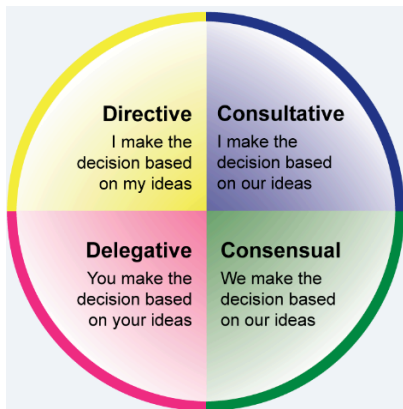 Directive
I make the
decision based
on my ideas
Consultative
I make the
decision based
on our ideas
Delegative
You make the
decision based
on your ideas
Consensual
We make the
decision based
on our ideas